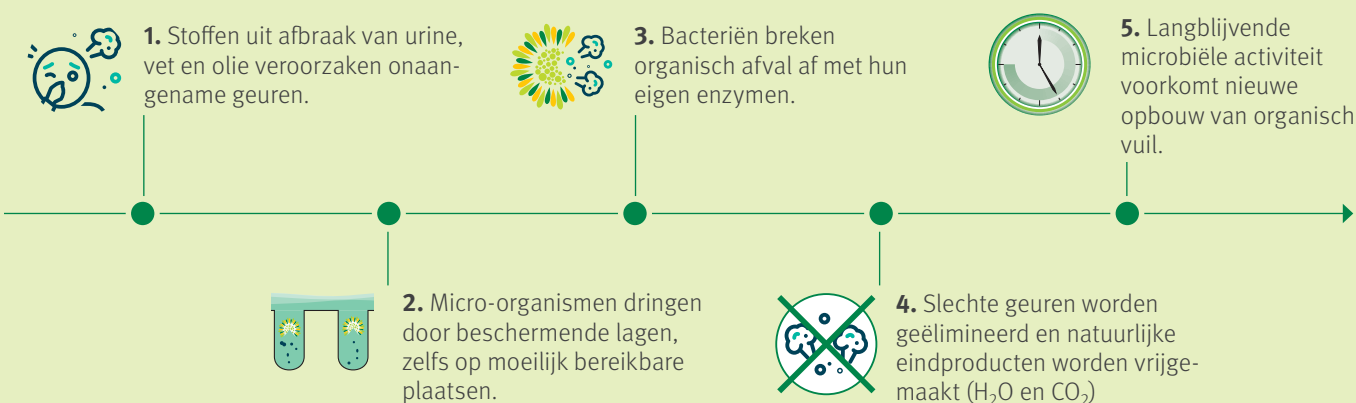 1. Stoffen uit afbraak van urine,
vet en olie veroorzaken onaan-
gename geuren.
2. Micro-organismen dringen
door beschermende lagen,
zelfs op moeilijk bereikbare
plaatsen.
3. Bacteriën breken
organisch afval af met hun
eigen enzymen.
4. Slechte geuren worden
geëlimineerd en natuurlijke
eindproducten worden vrijge-
maakt (H₂O en CO₂)
5. Langblijvende
microbiële activiteit
voorkomt nieuwe
opbouw van organisch
vuil.